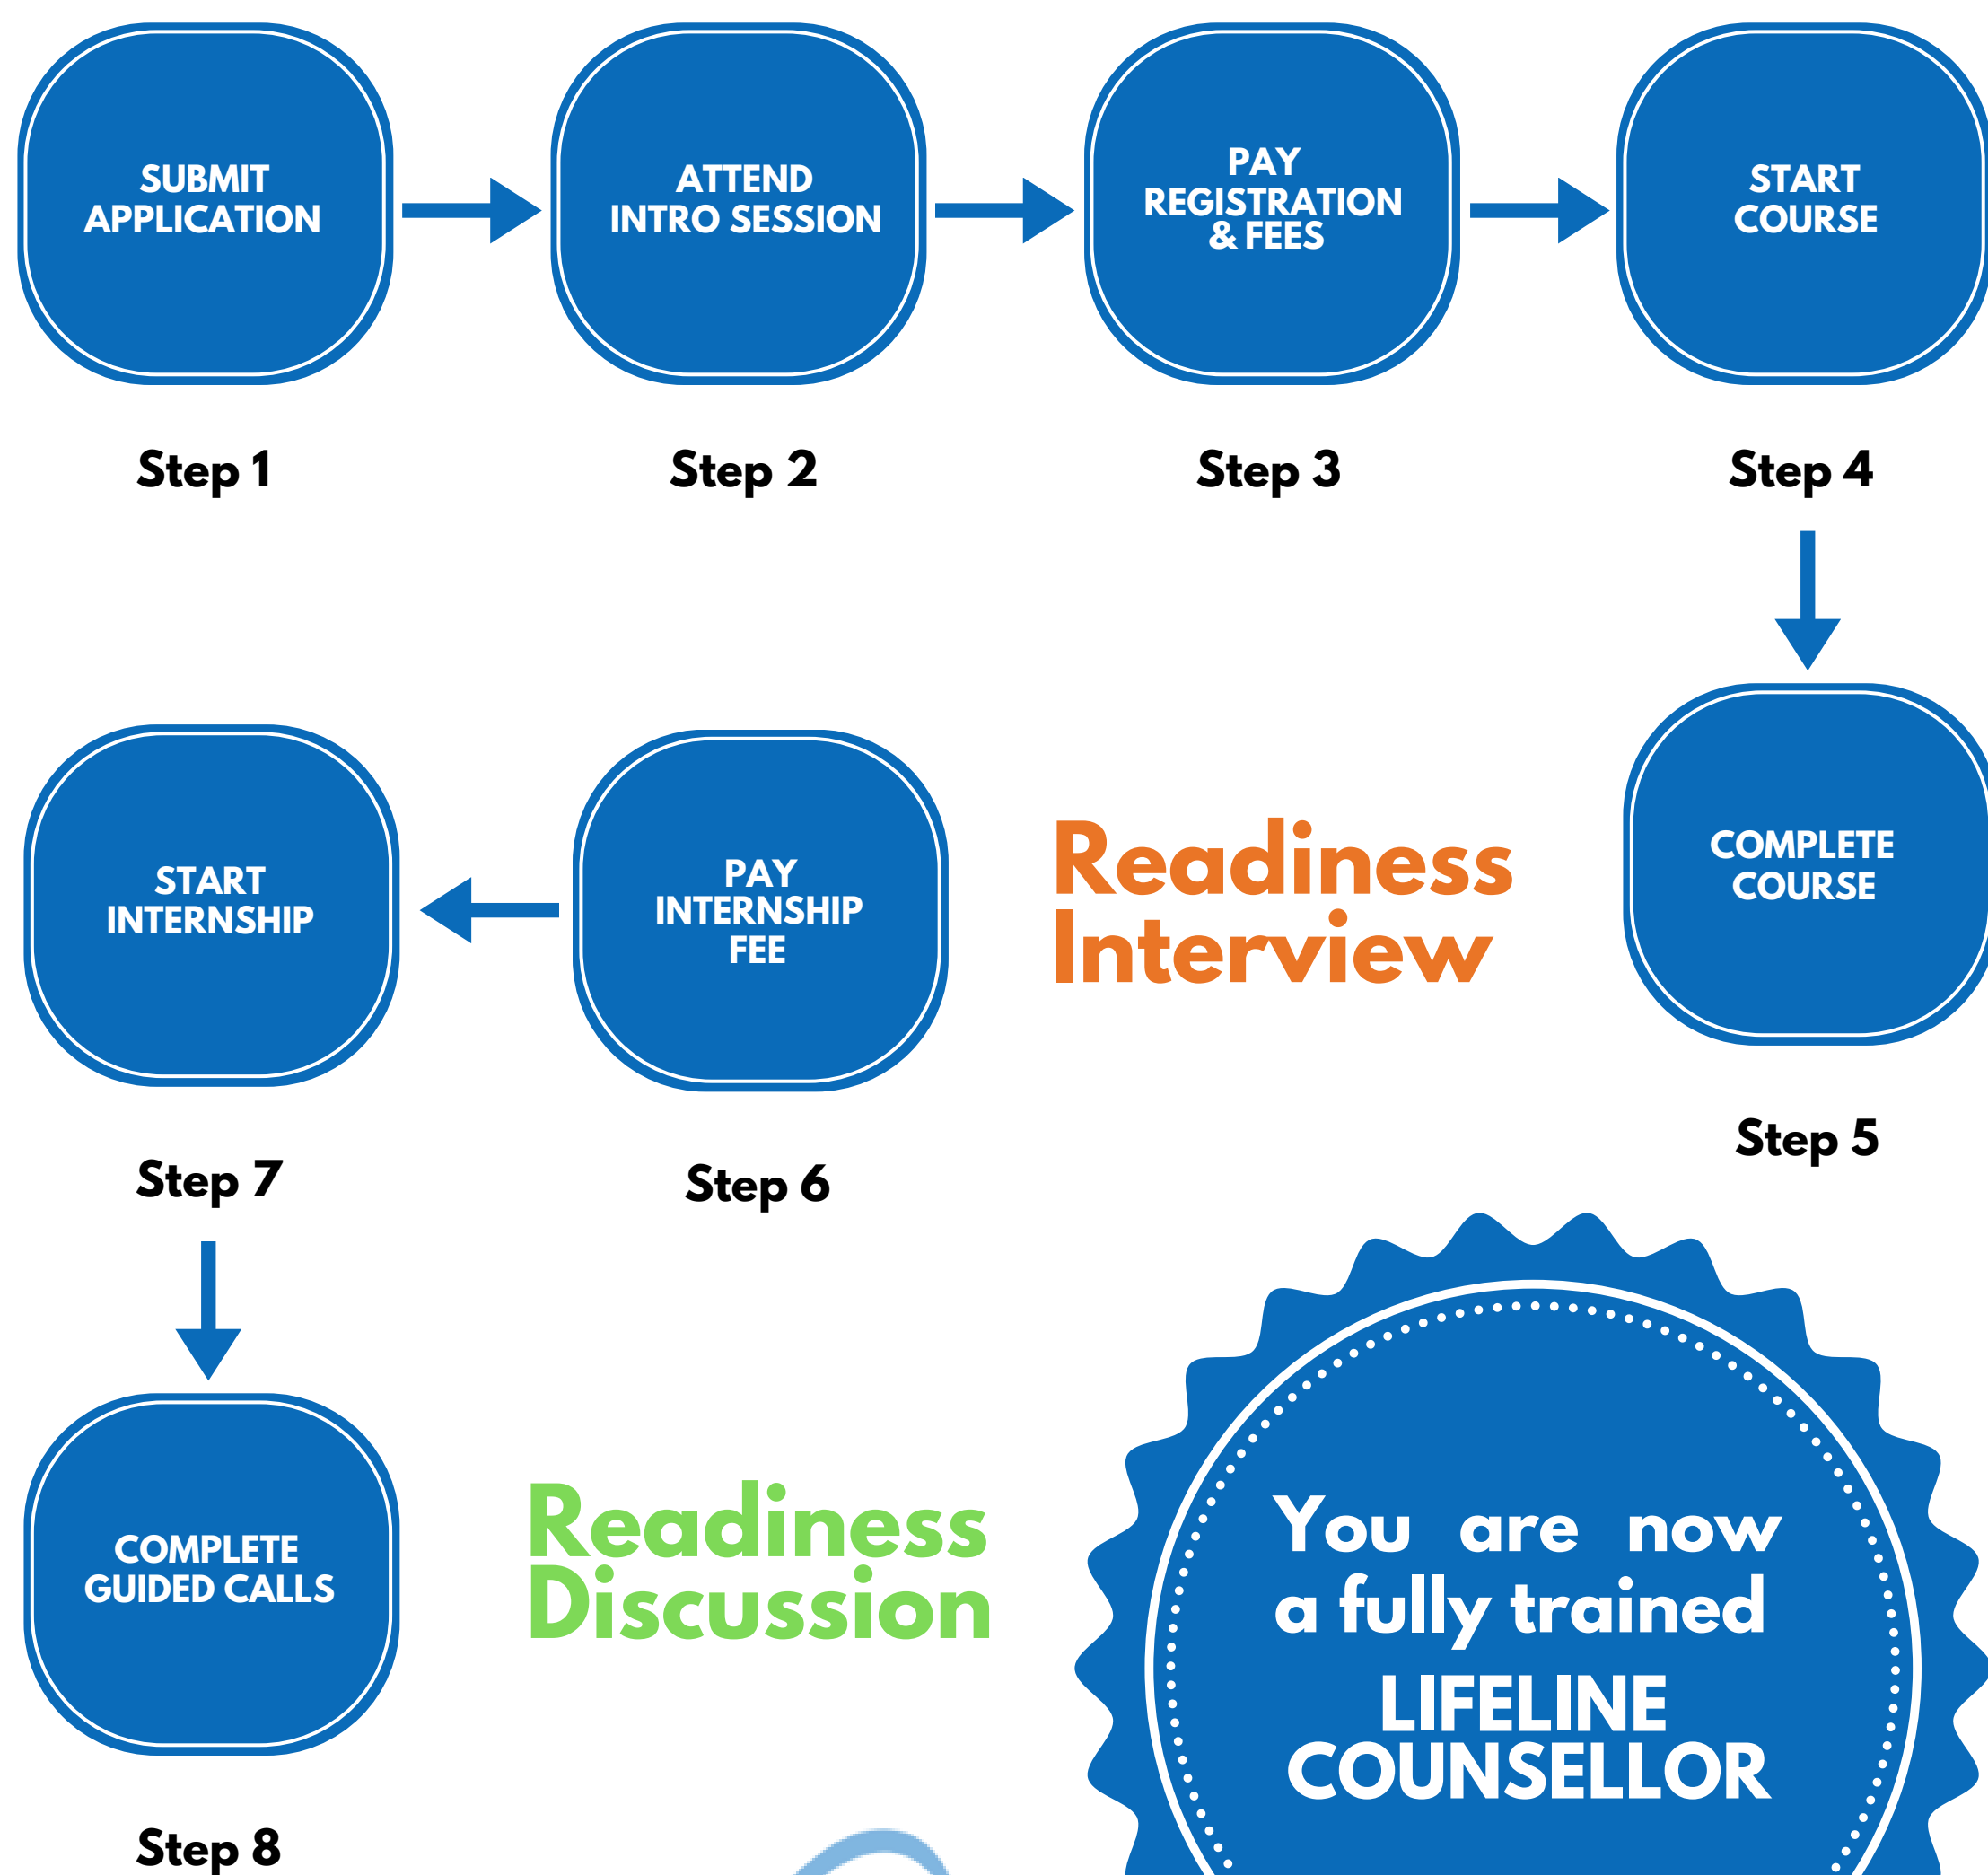 SUBMIT
APPLICATION
ATTEND
INTRO SESSION
PAY
REGISTRATION
& FEES
START
COURSE
Step 1
Step 2
Step 3
Step 4
COMPLETE
COURSE
Step 5
Readiness
Interview
PAY
INTERNSHIP
FEE
Step 6
START
INTERNSHIP
Step 7
COMPLETE
GUIDED CALLS
Step 8
Readiness
Discussion
You are now
a fully trained
LIFELINE
COUNSELLOR